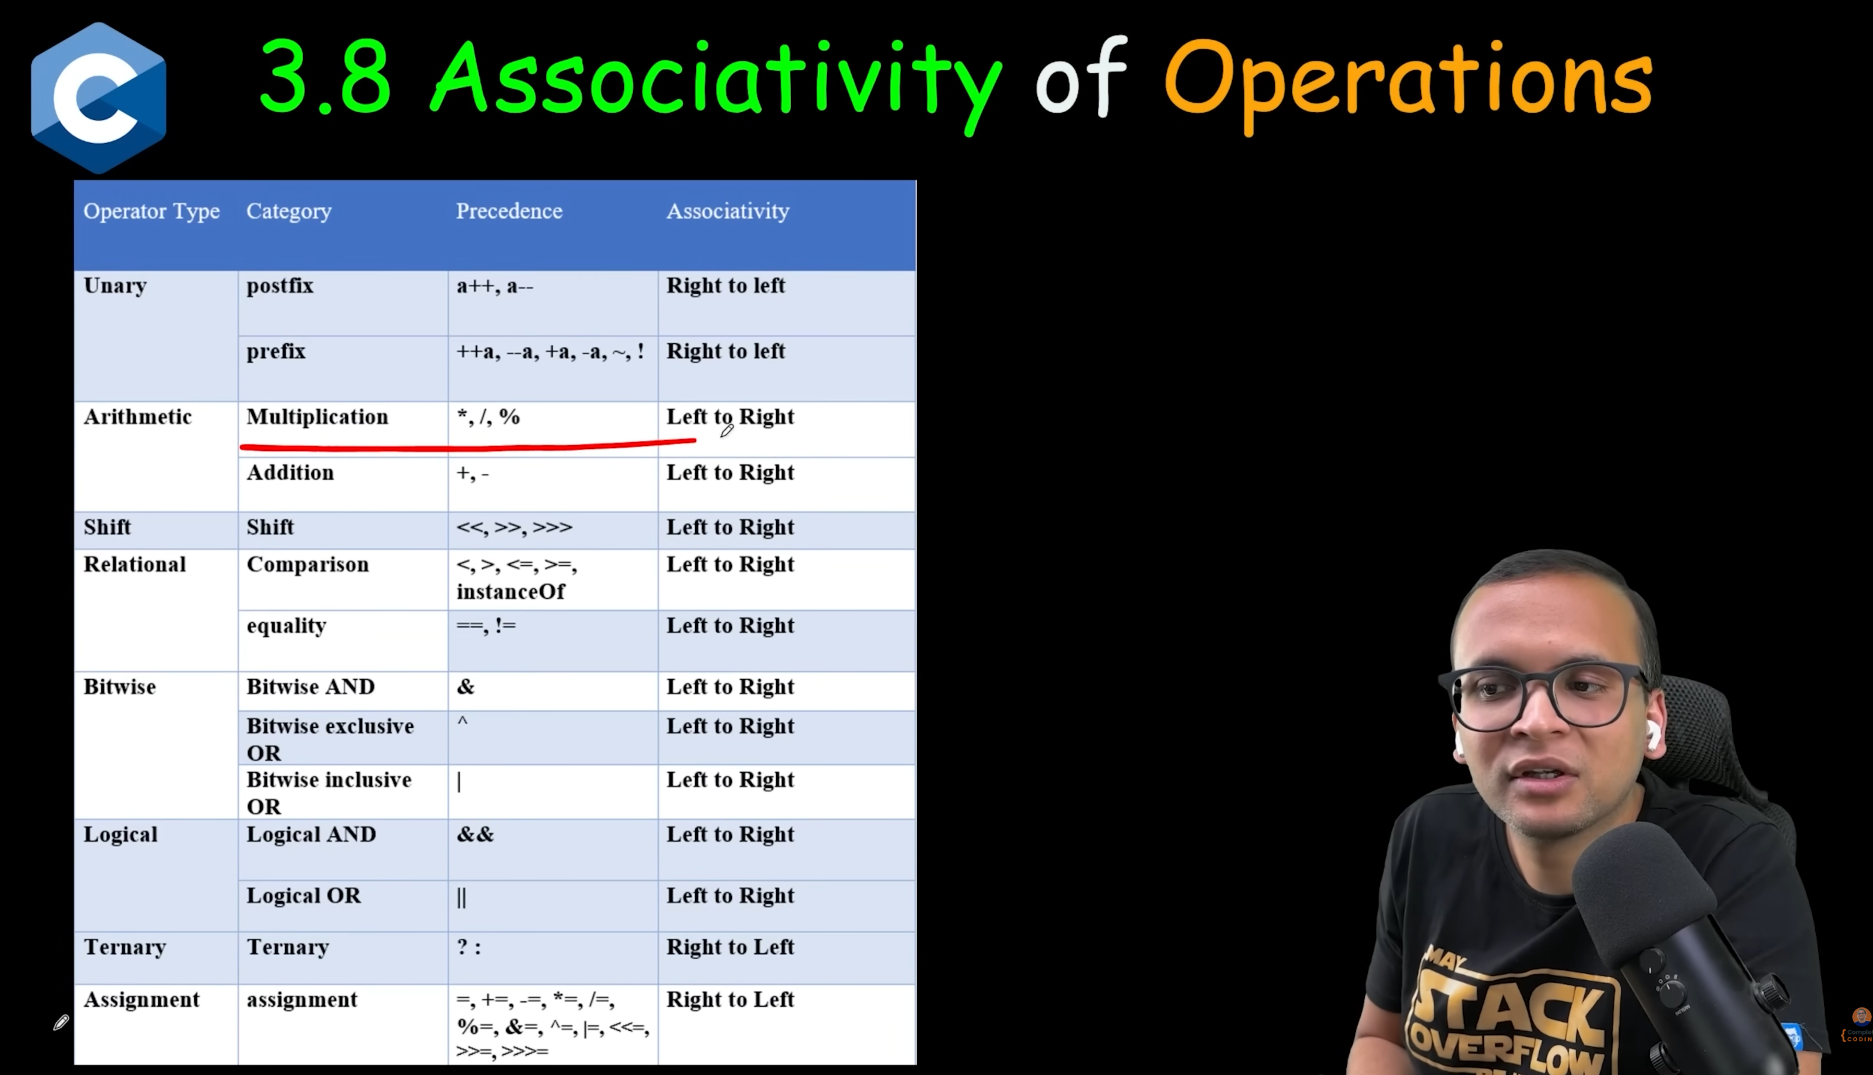 3.8 Associativity of Operations
Operator Type Category Precedence Associativity
Unary postfix a++, a-- Right to left
prefix ++a, --a, +a, -a, ~, ! Right to left
Arithmetic Multiplication *, /, % Left to Right
Addition +, - Left to Right
Shift Shift <<, >>, >>> Left to Right
Relational Comparison <, >, <=, >=, Left to Right
instanceOf
equality ==, != Left to Right
Bitwise Bitwise AND & Left to Right
Bitwise exclusive ^ Left to Right
OR
Bitwise inclusive | Left to Right
OR
Logical Logical AND && Left to Right
Logical OR || Left to Right
Ternary Ternary ? : Right to Left
Assignment assignment =, +=, -=, *=, /=, Right to Left
%=, &=, ^=, |=, <<=,
>>=, >>>=
MAY
STACK
OVERFLOW